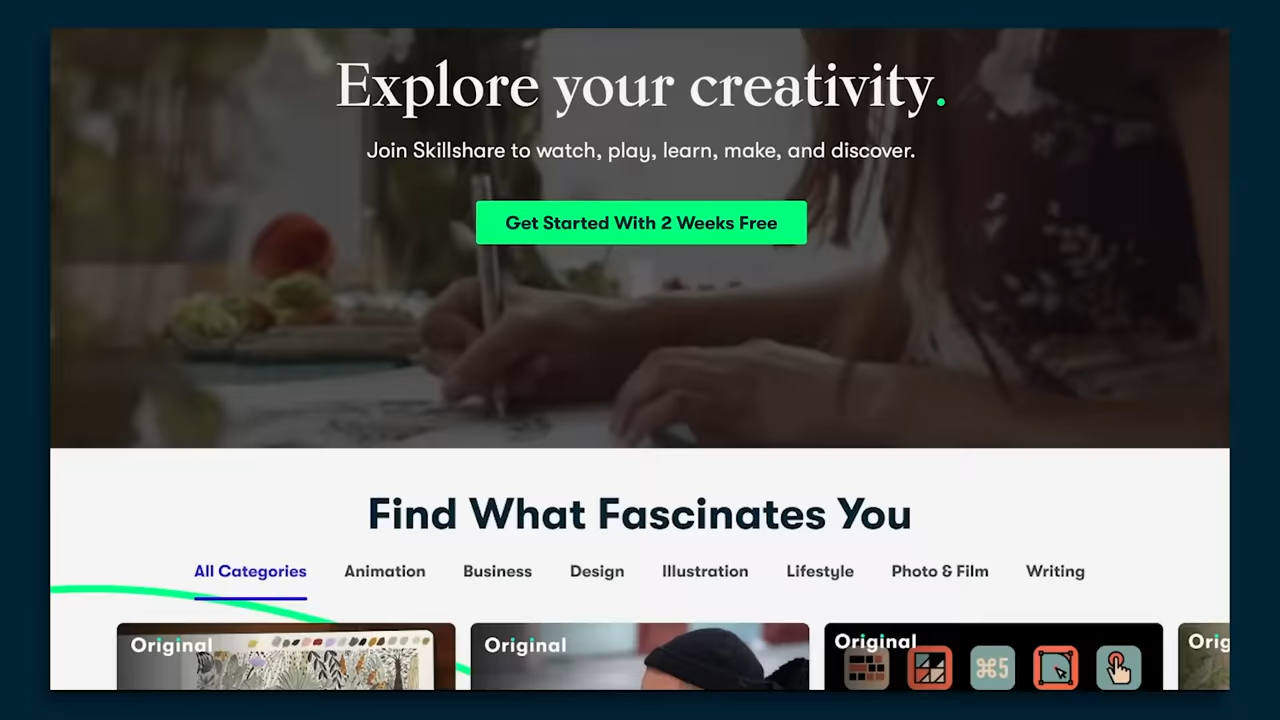 Explore your creativity.
Join Skillshare to watch, play, learn, make, and discover.
Get Started With 2 Weeks Free
Find What Fascinates You
All Categories Animation Business Design Illustration Lifestyle Photo & Film Writing
Original Original Original Orig
⌘5